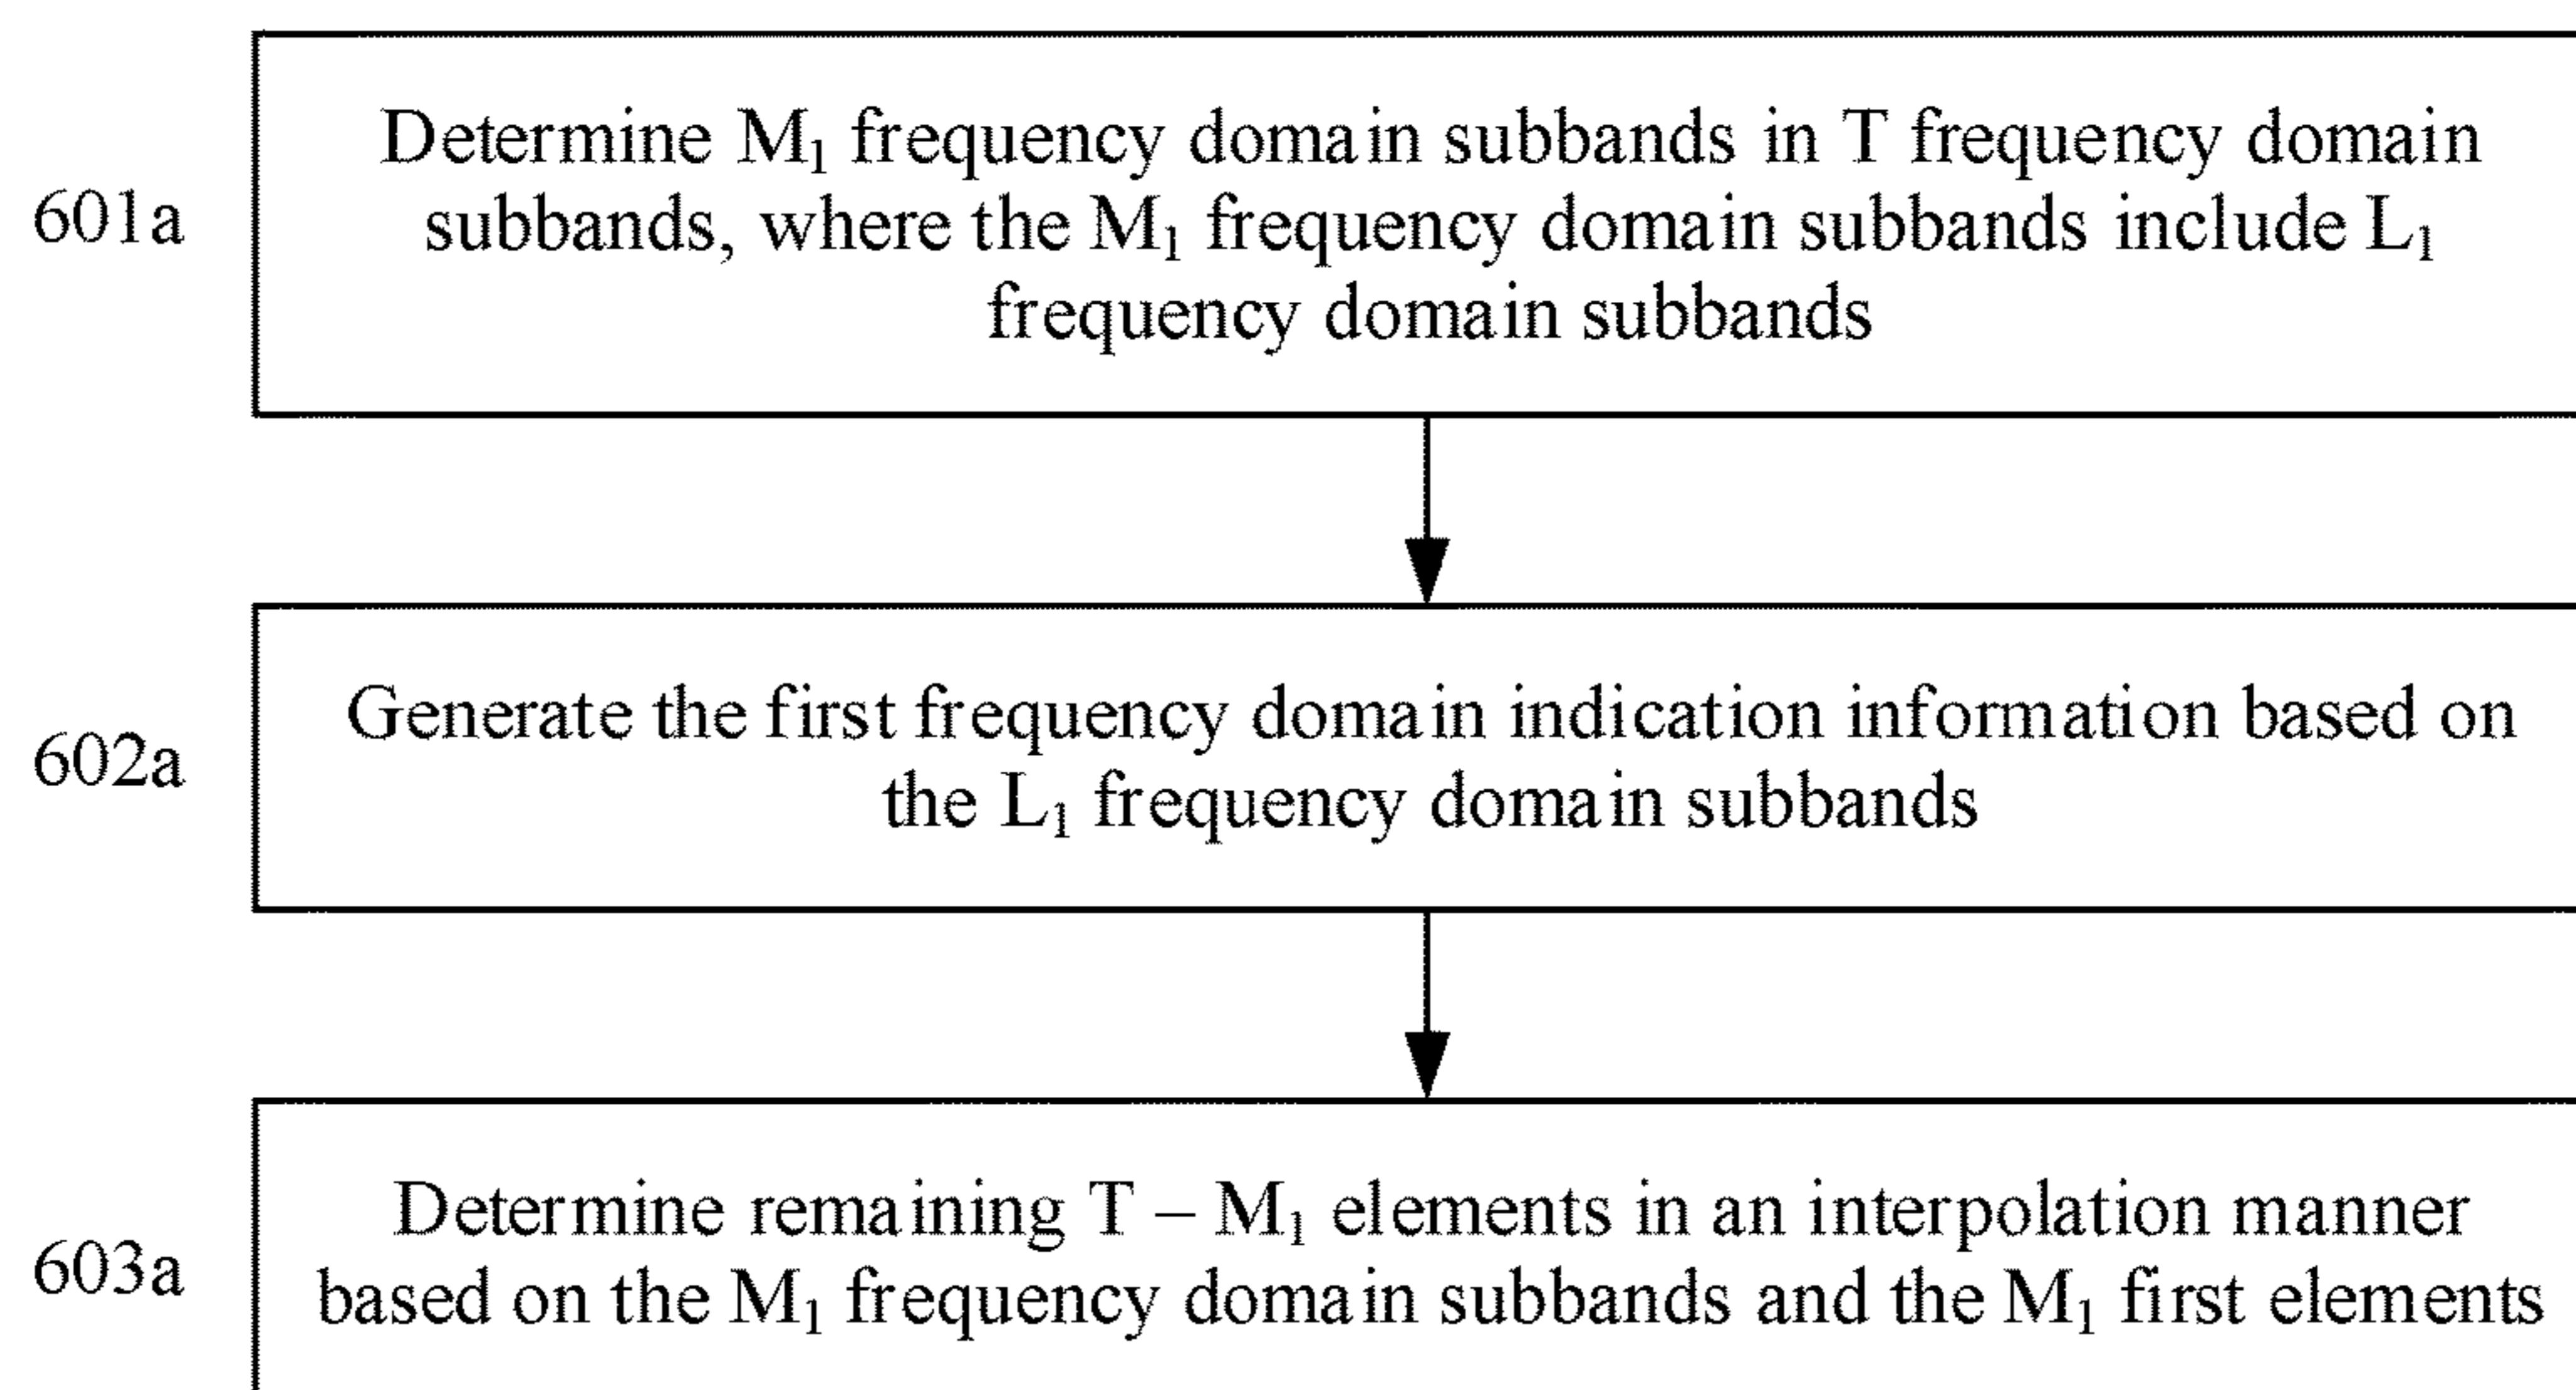 601a
Determine M₁ frequency domain subbands in T frequency domain
subbands, where the M₁ frequency domain subbands include L₁
frequency domain subbands
602a
Generate the first frequency domain indication information based on
the L₁ frequency domain subbands
603a
Determine remaining T – M₁ elements in an interpolation manner
based on the M₁ frequency domain subbands and the M₁ first elements